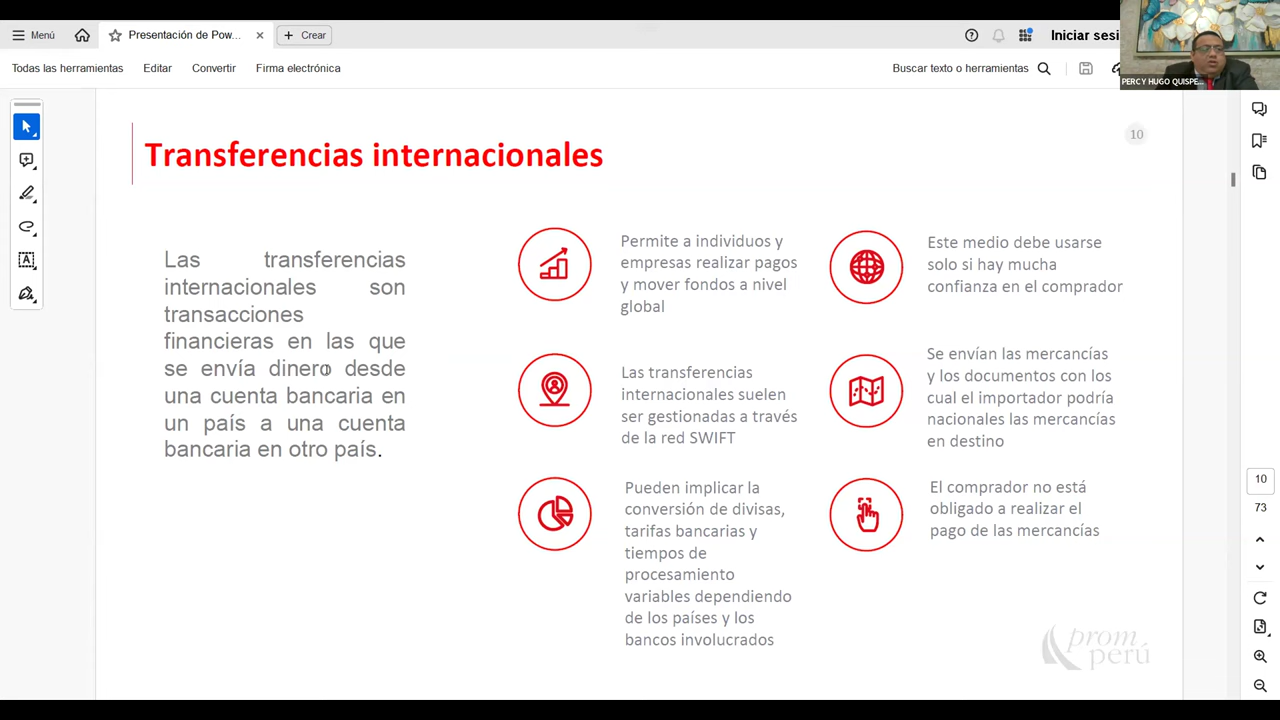 Menú
Presentación de Pow...
Crear
Iniciar sesi
Todas las herramientas
Editar
Convertir
Firma electrónica
Buscar texto o herramientas
PERCY HUGO QUISPE...
10
Transferencias internacionales
Las transferencias
internacionales son
transacciones
financieras en las que
se envía dinero desde
una cuenta bancaria en
un país a una cuenta
bancaria en otro país.
Permite a individuos y
empresas realizar pagos
y mover fondos a nivel
global
Las transferencias
internacionales suelen
ser gestionadas a través
de la red SWIFT
Pueden implicar la
conversión de divisas,
tarifas bancarias y
tiempos de
procesamiento
variables dependiendo
de los países y los
bancos involucrados
Este medio debe usarse
solo si hay mucha
confianza en el comprador
Se envían las mercancías
y los documentos con los
cual el importador podría
nacionales las mercancías
en destino
El comprador no está
obligado a realizar el
pago de las mercancías
prom
perú
10
73